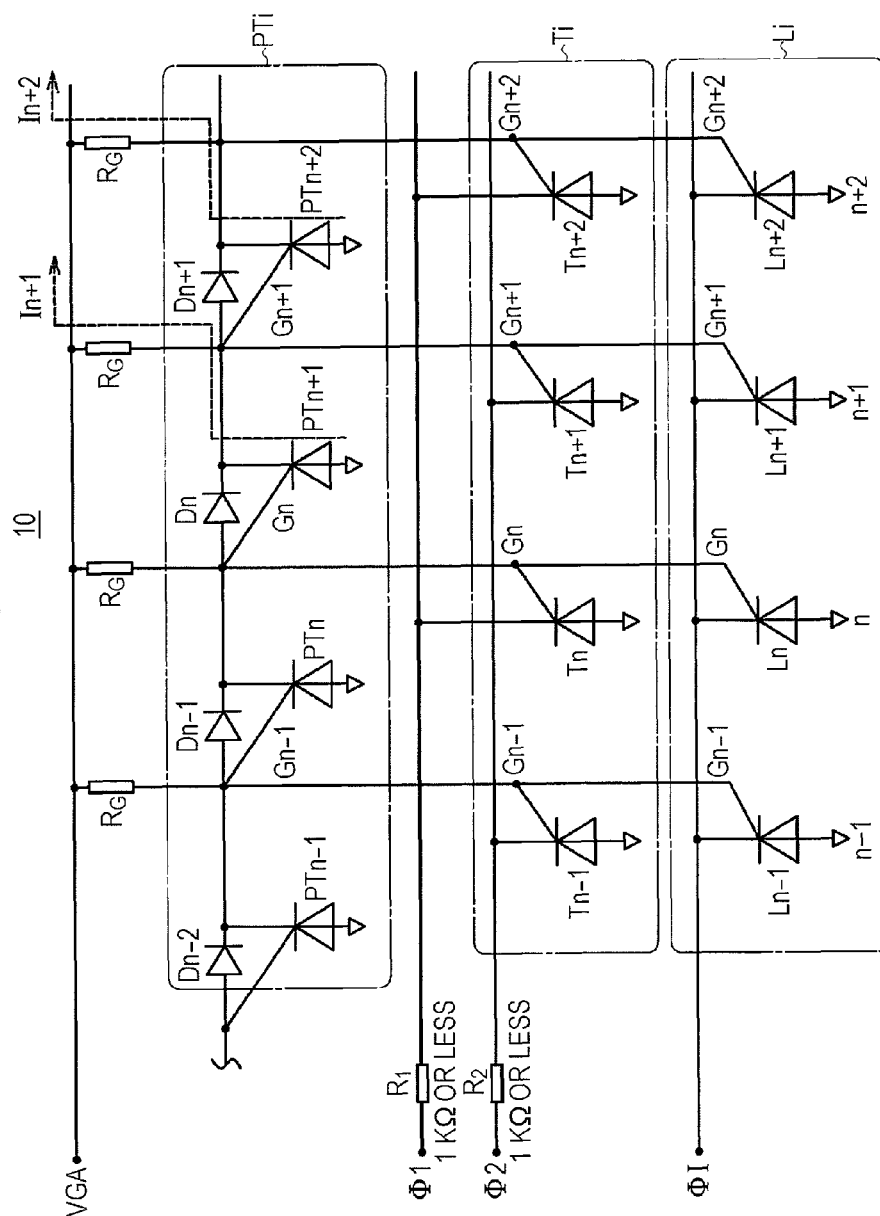 10
VGA
RG
RG
RG
RG
In+1
In+2
PTi
Dn-2
Dn-1
Dn
Dn+1
PTn-1
Gn-1
PTn
Gn
PTn+1
Gn+1
PTn+2
Φ1
R1
1 KΩ OR LESS
Φ2
R2
1 KΩ OR LESS
Ti
Gn-1
Gn
Gn+1
Gn+2
Tn-1
Tn
Tn+1
Tn+2
ΦI
Li
Gn-1
Gn
Gn+1
Gn+2
Ln-1
Ln
Ln+1
Ln+2
n-1
n
n+1
n+2